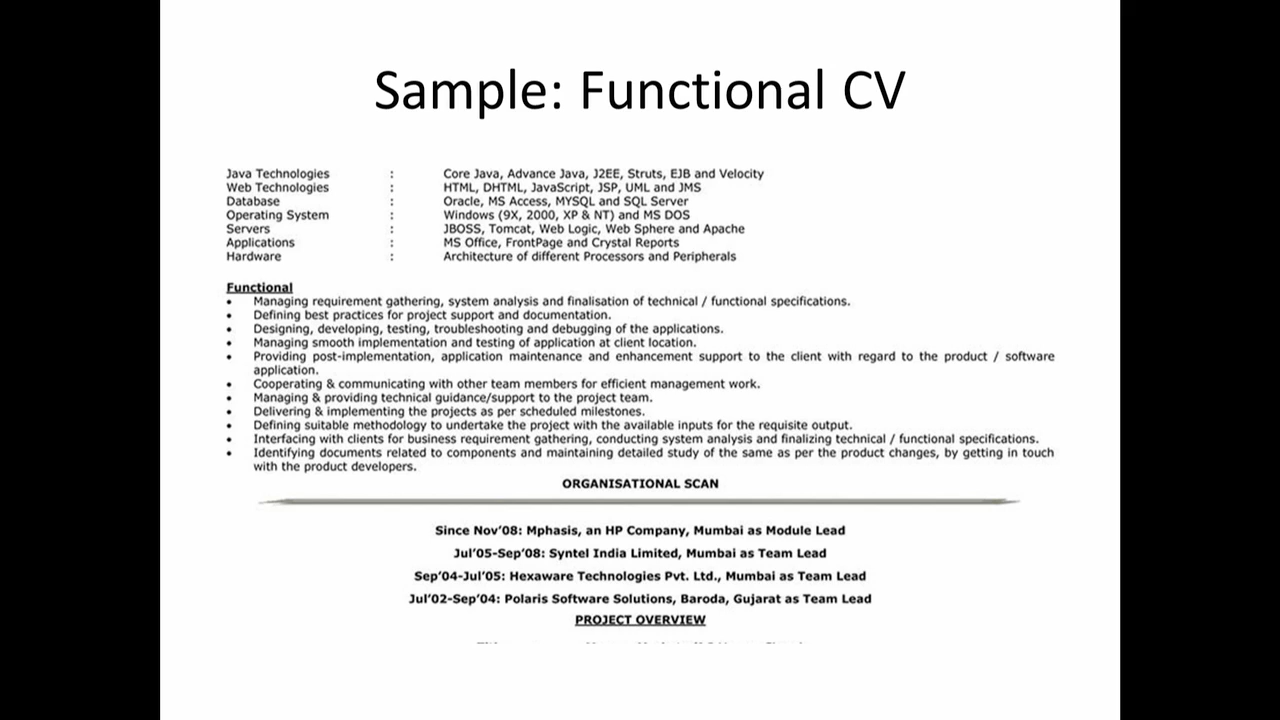 Sample: Functional CV
Java Technologies : Core Java, Advance Java, J2EE, Struts, EJB and Velocity
Web Technologies : HTML, DHTML, JavaScript, JSP, UML and JMS
Database : Oracle, MS Access, MYSQL and SQL Server
Operating System : Windows (9X, 2000, XP & NT) and MS DOS
Servers : JBOSS, Tomcat, Web Logic, Web Sphere and Apache
Applications : MS Office, FrontPage and Crystal Reports
Hardware : Architecture of different Processors and Peripherals
Functional
• Managing requirement gathering, system analysis and finalisation of technical / functional specifications.
• Defining best practices for project support and documentation.
• Designing, developing, testing, troubleshooting and debugging of the applications.
• Managing smooth implementation and testing of application at client location.
• Providing post-implementation, application maintenance and enhancement support to the client with regard to the product / software
application.
• Cooperating & communicating with other team members for efficient management work.
• Managing & providing technical guidance/support to the project team.
• Delivering & implementing the projects as per scheduled milestones.
• Defining suitable methodology to undertake the project with the available inputs for the requisite output.
• Interfacing with clients for business requirement gathering, conducting system analysis and finalizing technical / functional specifications.
• Identifying documents related to components and maintaining detailed study of the same as per the product changes, by getting in touch
with the product developers.
ORGANISATIONAL SCAN
Since Nov'08: Mphasis, an HP Company, Mumbai as Module Lead
Jul'05-Sep'08: Syntel India Limited, Mumbai as Team Lead
Sep'04-Jul'05: Hexaware Technologies Pvt. Ltd., Mumbai as Team Lead
Jul'02-Sep'04: Polaris Software Solutions, Baroda, Gujarat as Team Lead
PROJECT OVERVIEW